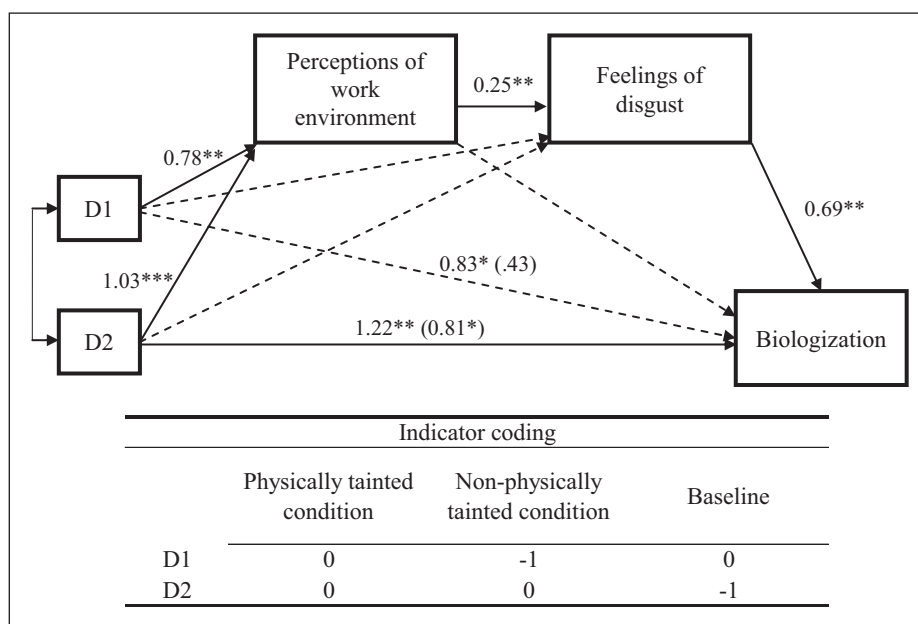 Perceptions of
work
environment
0.25**
Feelings of
disgust
0.78**
D1
0.69**
1.03***
0.83* (.43)
D2
1.22** (0.81*)
Biologization
Indicator coding
Physically tainted
condition
Non-physically
tainted condition
Baseline
D1 0 -1 0
D2 0 0 -1